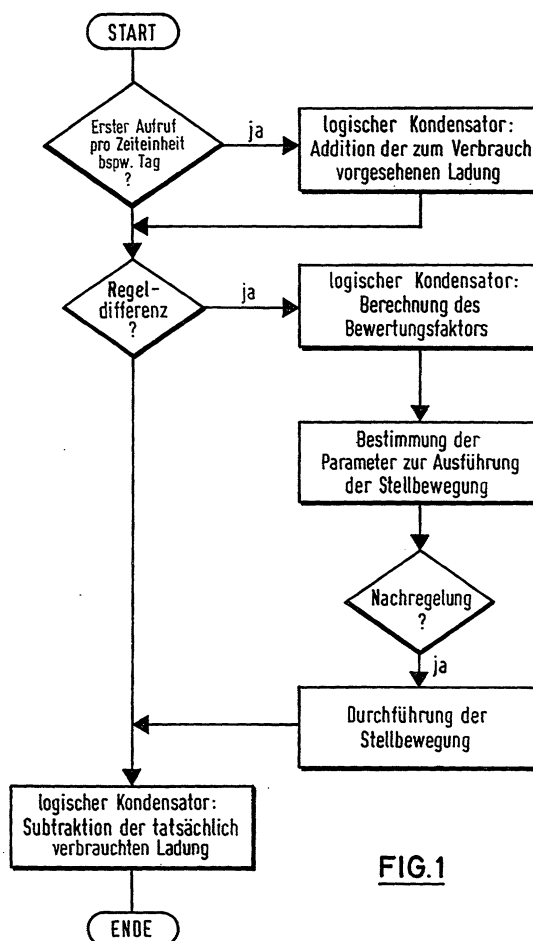 START
Erster Aufruf
pro Zeiteinheit
bspw. Tag
?
ja
logischer Kondensator:
Addition der zum Verbrauch
vorgesehenen Ladung
Regel-
differenz
?
ja
logischer Kondensator:
Berechnung des
Bewertungsfaktors
Bestimmung der
Parameter zur Ausführung
der Stellbewegung
Nachregelung
?
ja
Durchführung der
Stellbewegung
logischer Kondensator:
Subtraktion der tatsächlich
verbrauchten Ladung
FIG.1
ENDE